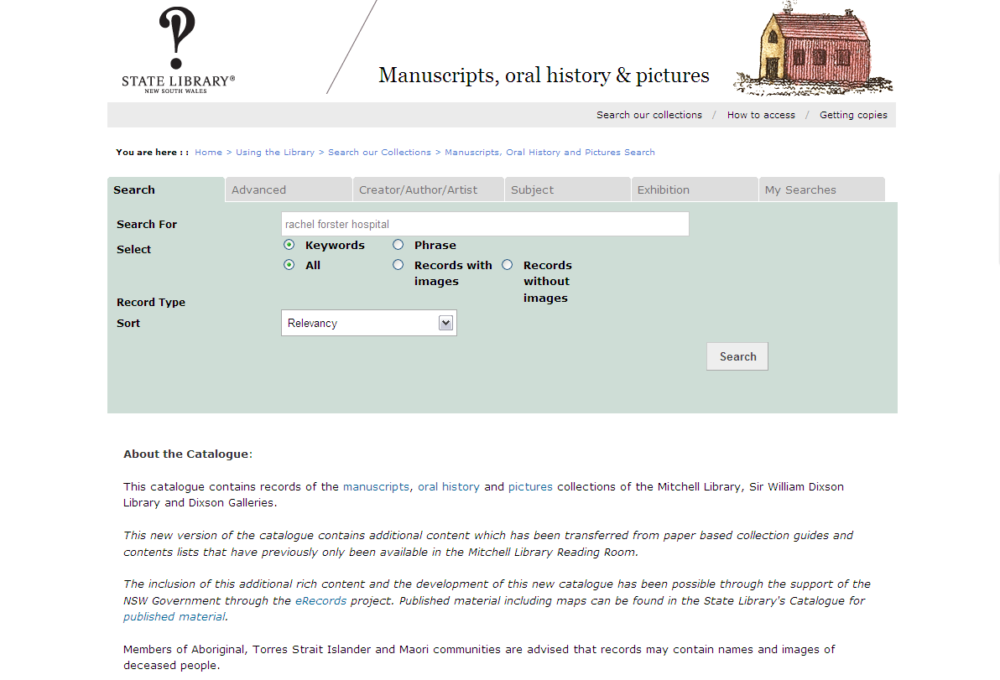 STATE LIBRARY®
NEW SOUTH WALES
Manuscripts, oral history & pictures
Search our collections / How to access / Getting copies
You are here : : Home > Using the Library > Search our Collections > Manuscripts, Oral History and Pictures Search
Search Advanced Creator/Author/Artist Subject Exhibition My Searches
Search For rachel forster hospital
Select Keywords Phrase
All Records with images Records without images
Record Type
Sort Relevancy
Search
About the Catalogue:
This catalogue contains records of the manuscripts, oral history and pictures collections of the Mitchell Library, Sir William Dixson
Library and Dixson Galleries.
This new version of the catalogue contains additional content which has been transferred from paper based collection guides and
contents lists that have previously only been available in the Mitchell Library Reading Room.
The inclusion of this additional rich content and the development of this new catalogue has been possible through the support of the
NSW Government through the eRecords project. Published material including maps can be found in the State Library's Catalogue for
published material.
Members of Aboriginal, Torres Strait Islander and Maori communities are advised that records may contain names and images of
deceased people.